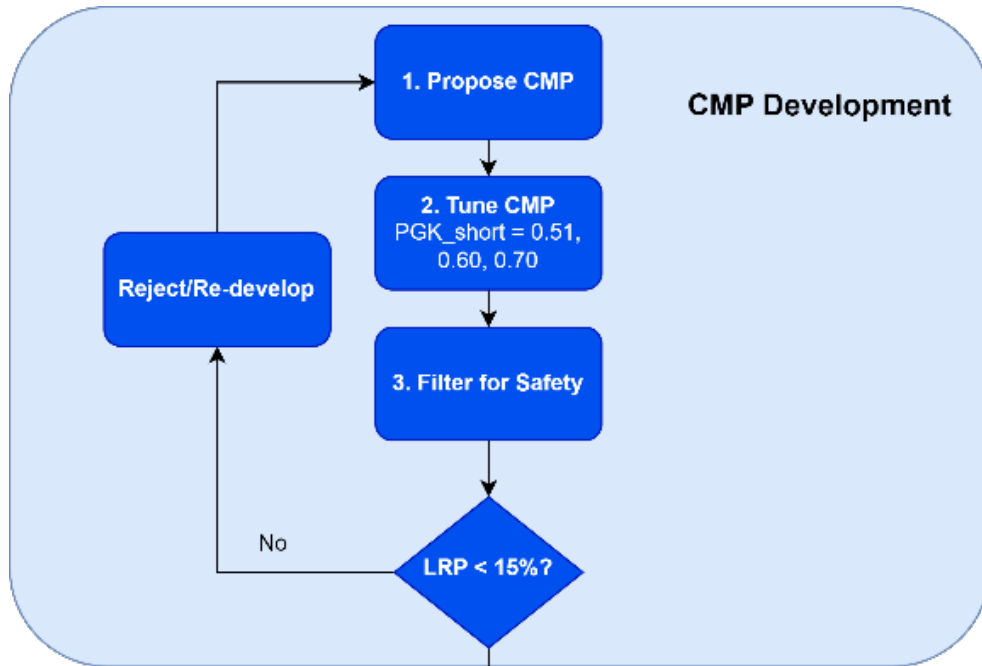 1. Propose CMP
CMP Development
2. Tune CMP
PGK_short = 0.51,
0.60, 0.70
Reject/Re-develop
3. Filter for Safety
No
LRP < 15%?